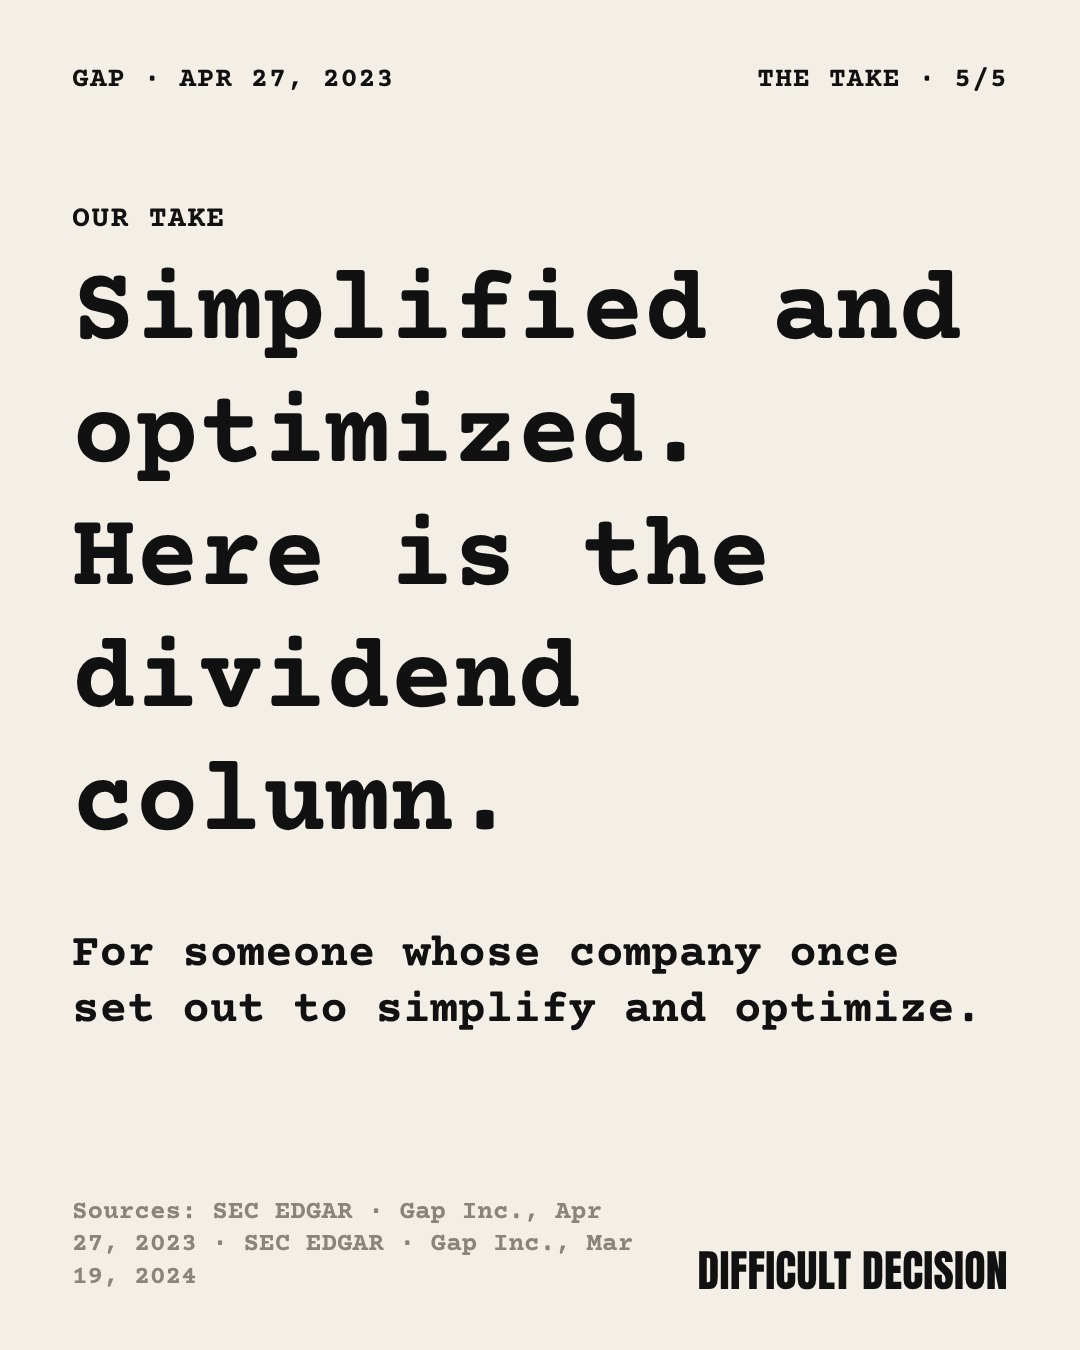 GAP · APR 27, 2023
THE TAKE · 5/5
OUR TAKE
Simplified and
optimized.
Here is the
dividend
column.
For someone whose company once
set out to simplify and optimize.
Sources: SEC EDGAR · Gap Inc., Apr
27, 2023 · SEC EDGAR · Gap Inc., Mar
19, 2024
DIFFICULT DECISION